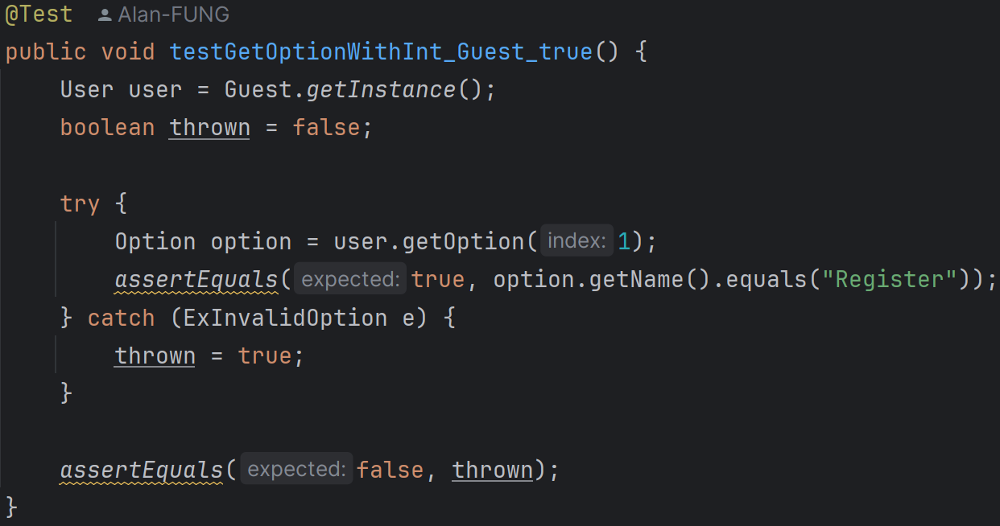 @Test Alan-FUNG
public void testGetOptionWithInt_Guest_true() {
User user = Guest.getInstance();
boolean thrown = false;
try {
Option option = user.getOption( index: 1);
assertEquals( expected: true, option.getName().equals("Register"));
} catch (ExInvalidOption e) {
thrown = true;
}
assertEquals( expected: false, thrown);
}